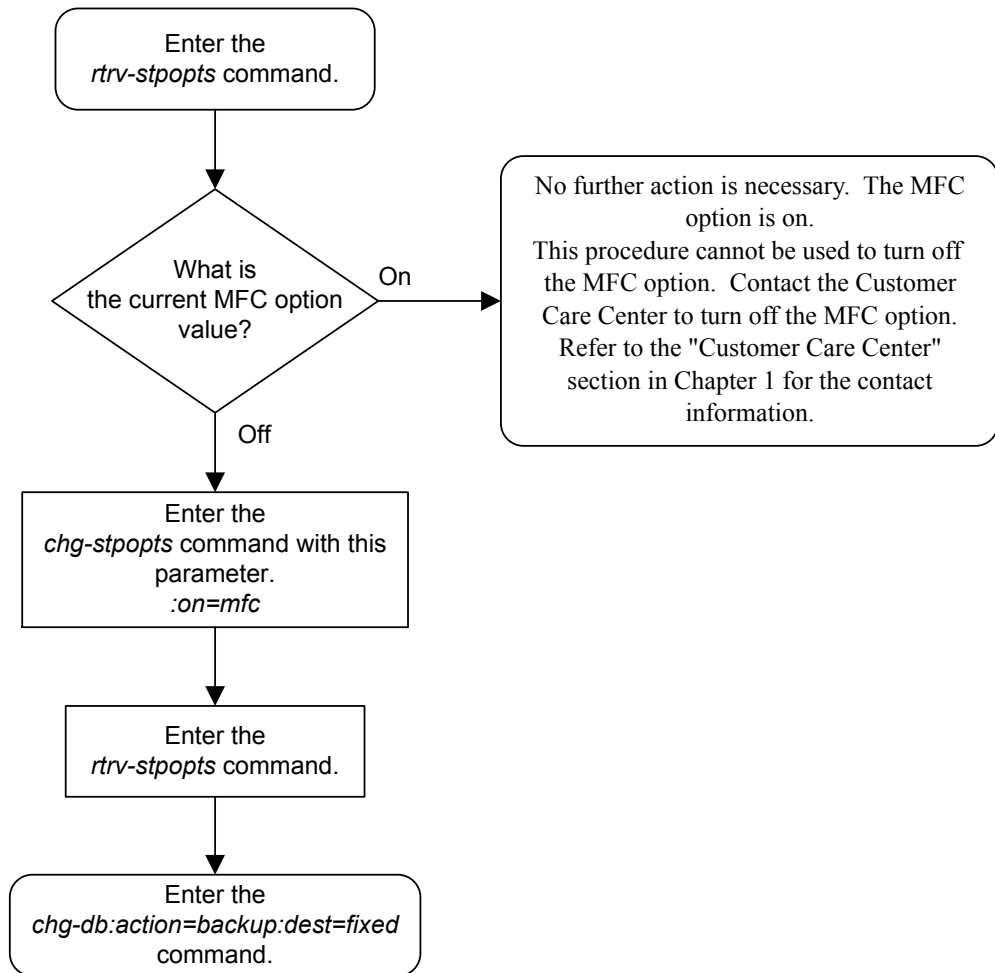 Enter the
rtrv-stpopts command.
What is
the current MFC option
value?
On
No further action is necessary.  The MFC
option is on.
This procedure cannot be used to turn off
the MFC option.  Contact the Customer
Care Center to turn off the MFC option.
Refer to the "Customer Care Center"
section in Chapter 1 for the contact
information.
Off
Enter the
chg-stpopts command with this
parameter.
:on=mfc
Enter the
rtrv-stpopts command.
Enter the
chg-db:action=backup:dest=fixed
command.